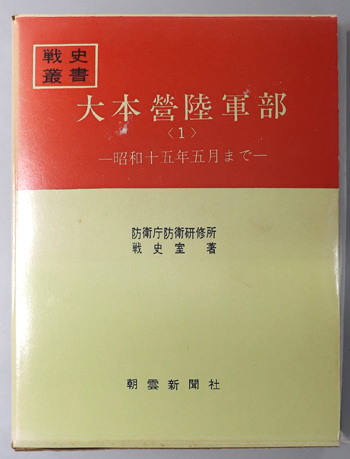 戦史
叢書
大本營陸軍部
〈1〉
―昭和十五年五月まで―
防衛庁防衛研修所
戦史室 著
朝雲新聞社